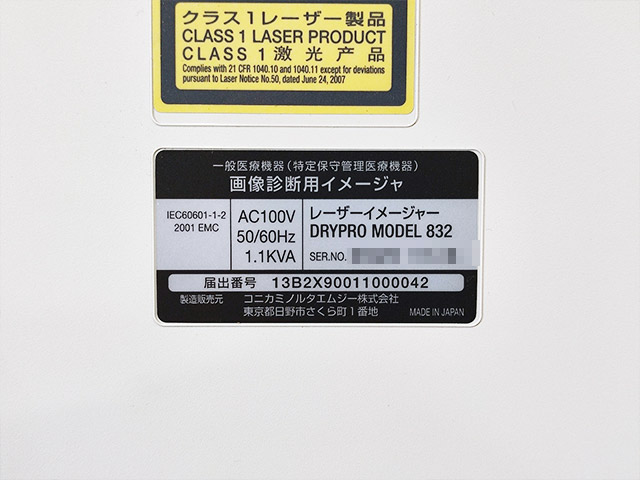 クラス1レーザー製品
CLASS 1 LASER PRODUCT
CLASS 1 激光产品
Complies with 21 CFR 1040.10 and 1040.11 except for deviations
pursuant to Laser Notice No.50, dated June 24, 2007
一般医療機器(特定保守管理医療機器)
画像診断用イメージャ
IEC60601-1-2
2001 EMC
AC100V
50/60Hz
1.1KVA
レーザーイメージャー
DRYPRO MODEL 832
SER.NO.
届出番号 13B2X90011000042
製造販売元 コニカミノルタエムジー株式会社
東京都日野市さくら町1番地
MADE IN JAPAN